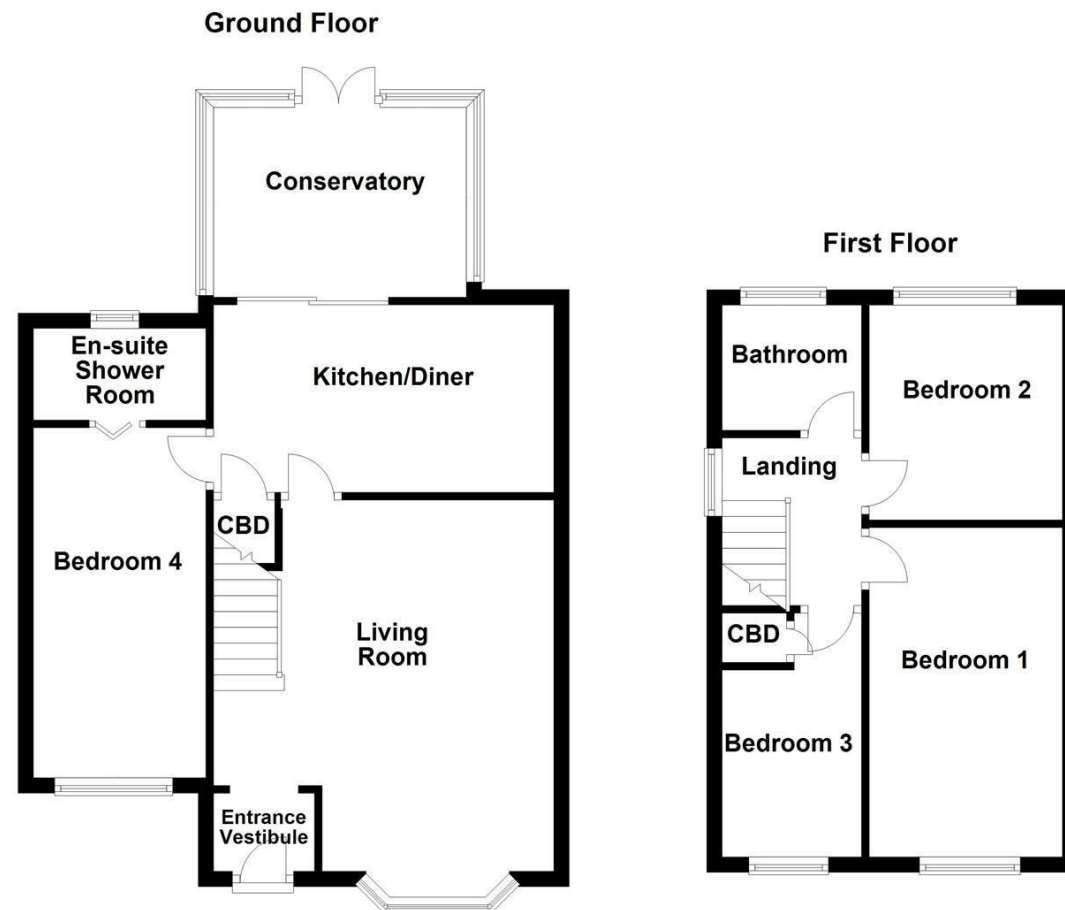 Ground Floor
Conservatory
En-suite
Shower
Room
Kitchen/Diner
CBD
Bedroom 4
Living
Room
Entrance
Vestibule
First Floor
Bathroom
Bedroom 2
Landing
CBD
Bedroom 1
Bedroom 3